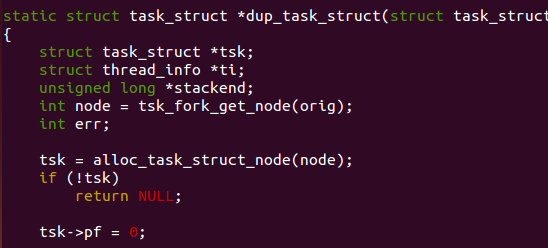 static struct task_struct *dup_task_struct(struct task_struct
{
    struct task_struct *tsk;
    struct thread_info *ti;
    unsigned long *stackend;
    int node = tsk_fork_get_node(orig);
    int err;

    tsk = alloc_task_struct_node(node);
    if (!tsk)
        return NULL;

    tsk->pf = 0;